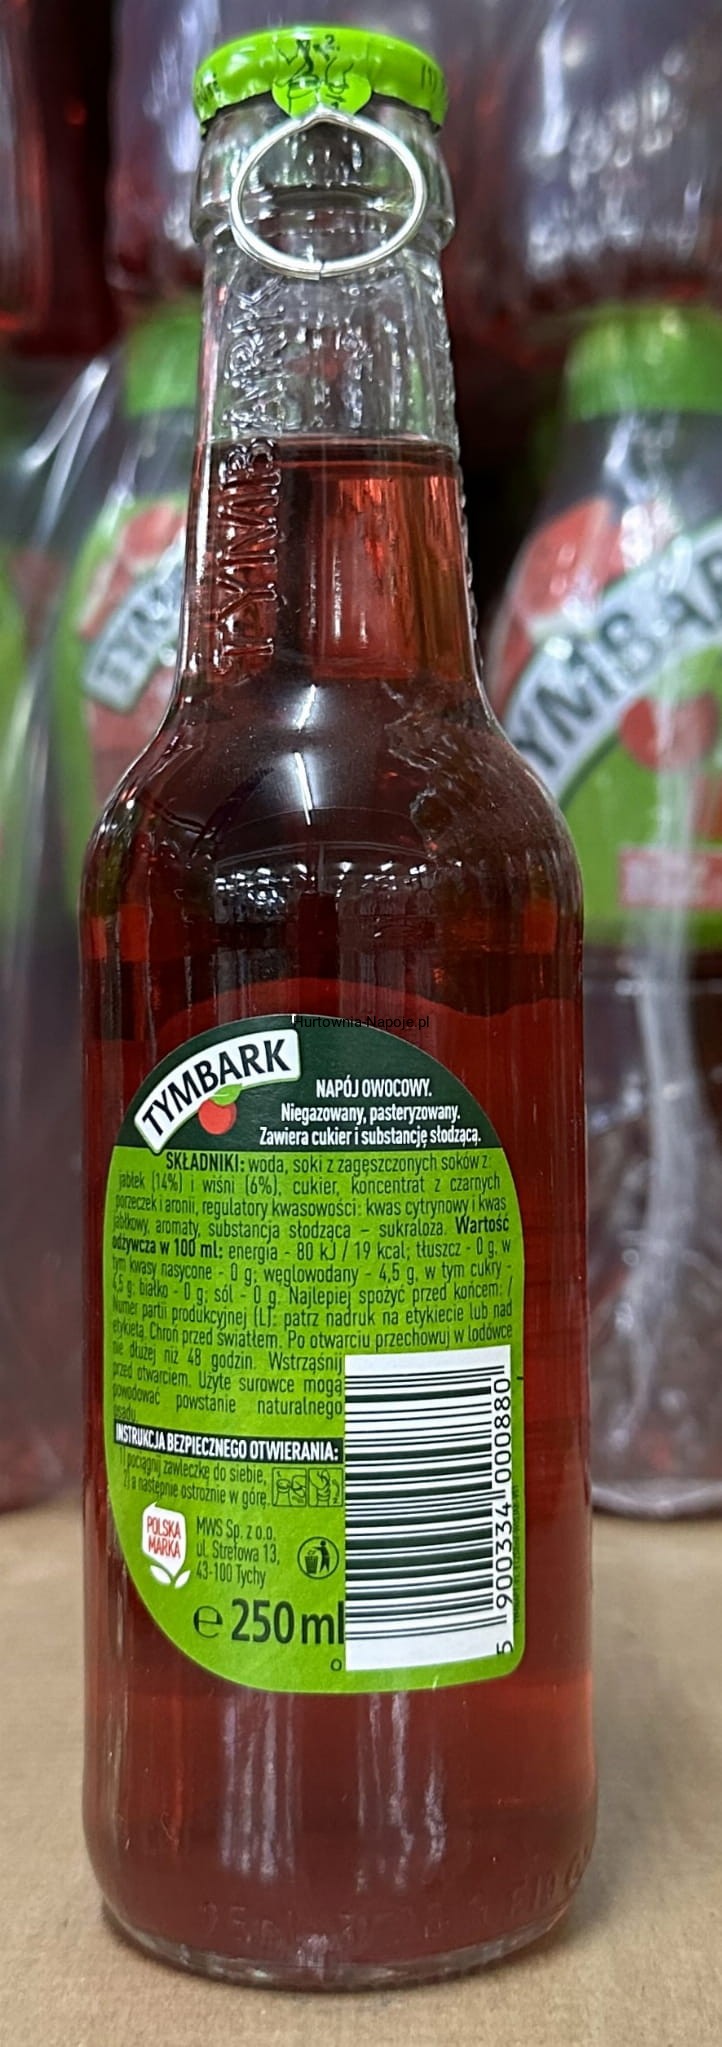 TYMBARK
TYMBARK
Hurtownia-Napoje.pl
TYMBARK
NAPÓJ OWOCOWY.
Niegazowany, pasteryzowany.
Zawiera cukier i substancję słodzącą.
SKŁADNIKI: woda, soki z zagęszczonych soków z:
jabłek (14%) i wiśni (6%), cukier, koncentrat z czarnych
porzeczek i aronii, regulatory kwasowości: kwas cytrynowy i kwas
jabłkowy, aromaty, substancja słodząca – sukraloza. Wartość
odżywcza w 100 ml: energia - 80 kJ / 19 kcal; tłuszcz - 0 g, w
tym kwasy nasycone - 0 g; węglowodany - 4,5 g, w tym cukry -
4,5 g; białko - 0 g; sól - 0 g. Najlepiej spożyć przed końcem: /
Numer partii produkcyjnej (L): patrz nadruk na etykiecie lub nad
etykietą. Chroń przed światłem. Po otwarciu przechowuj w lodówce
nie dłużej niż 48 godzin. Wstrząśnij
przed otwarciem. Użyte surowce mogą
powodować powstanie naturalnego
osadu.
INSTRUKCJA BEZPIECZNEGO OTWIERANIA:
1) pociągnij zawleczkę do siebie,
2) a następnie ostrożnie w górę.
POLSKA
MARKA
MWS Sp. z o.o.
ul. Strefowa 13,
43-100 Tychy
e 250 ml
5 900334 000880